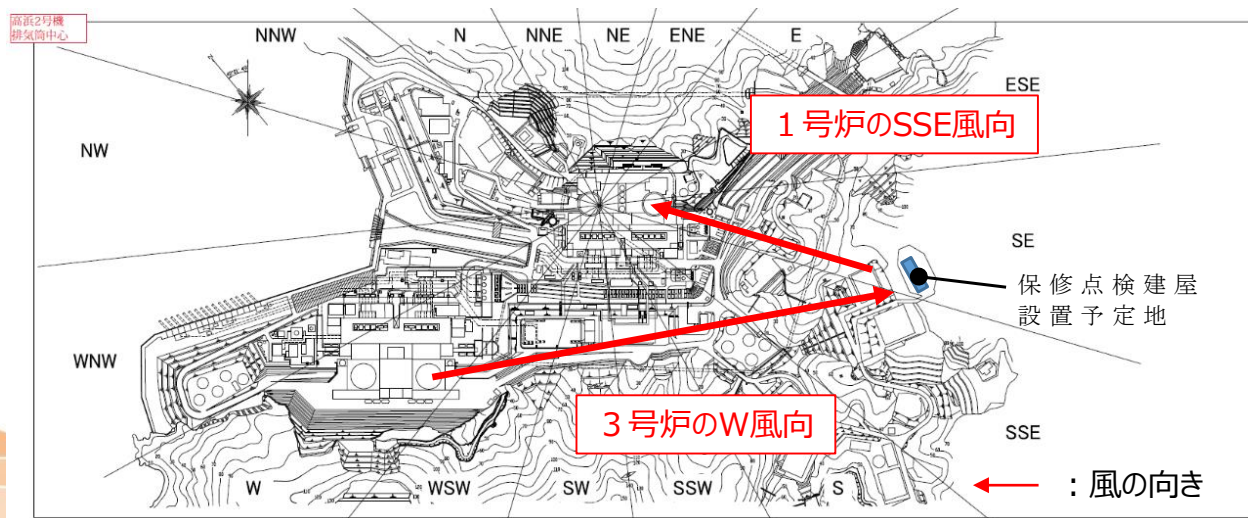 高浜2号機
排気筒中心
NNW
N
NNE
NE
ENE
E
ESE
１号炉のSSE風向
NW
SE
保修点検建屋
設置予定地
WNW
３号炉のW風向
SSE
W
WSW
SW
SSW
S
：風の向き